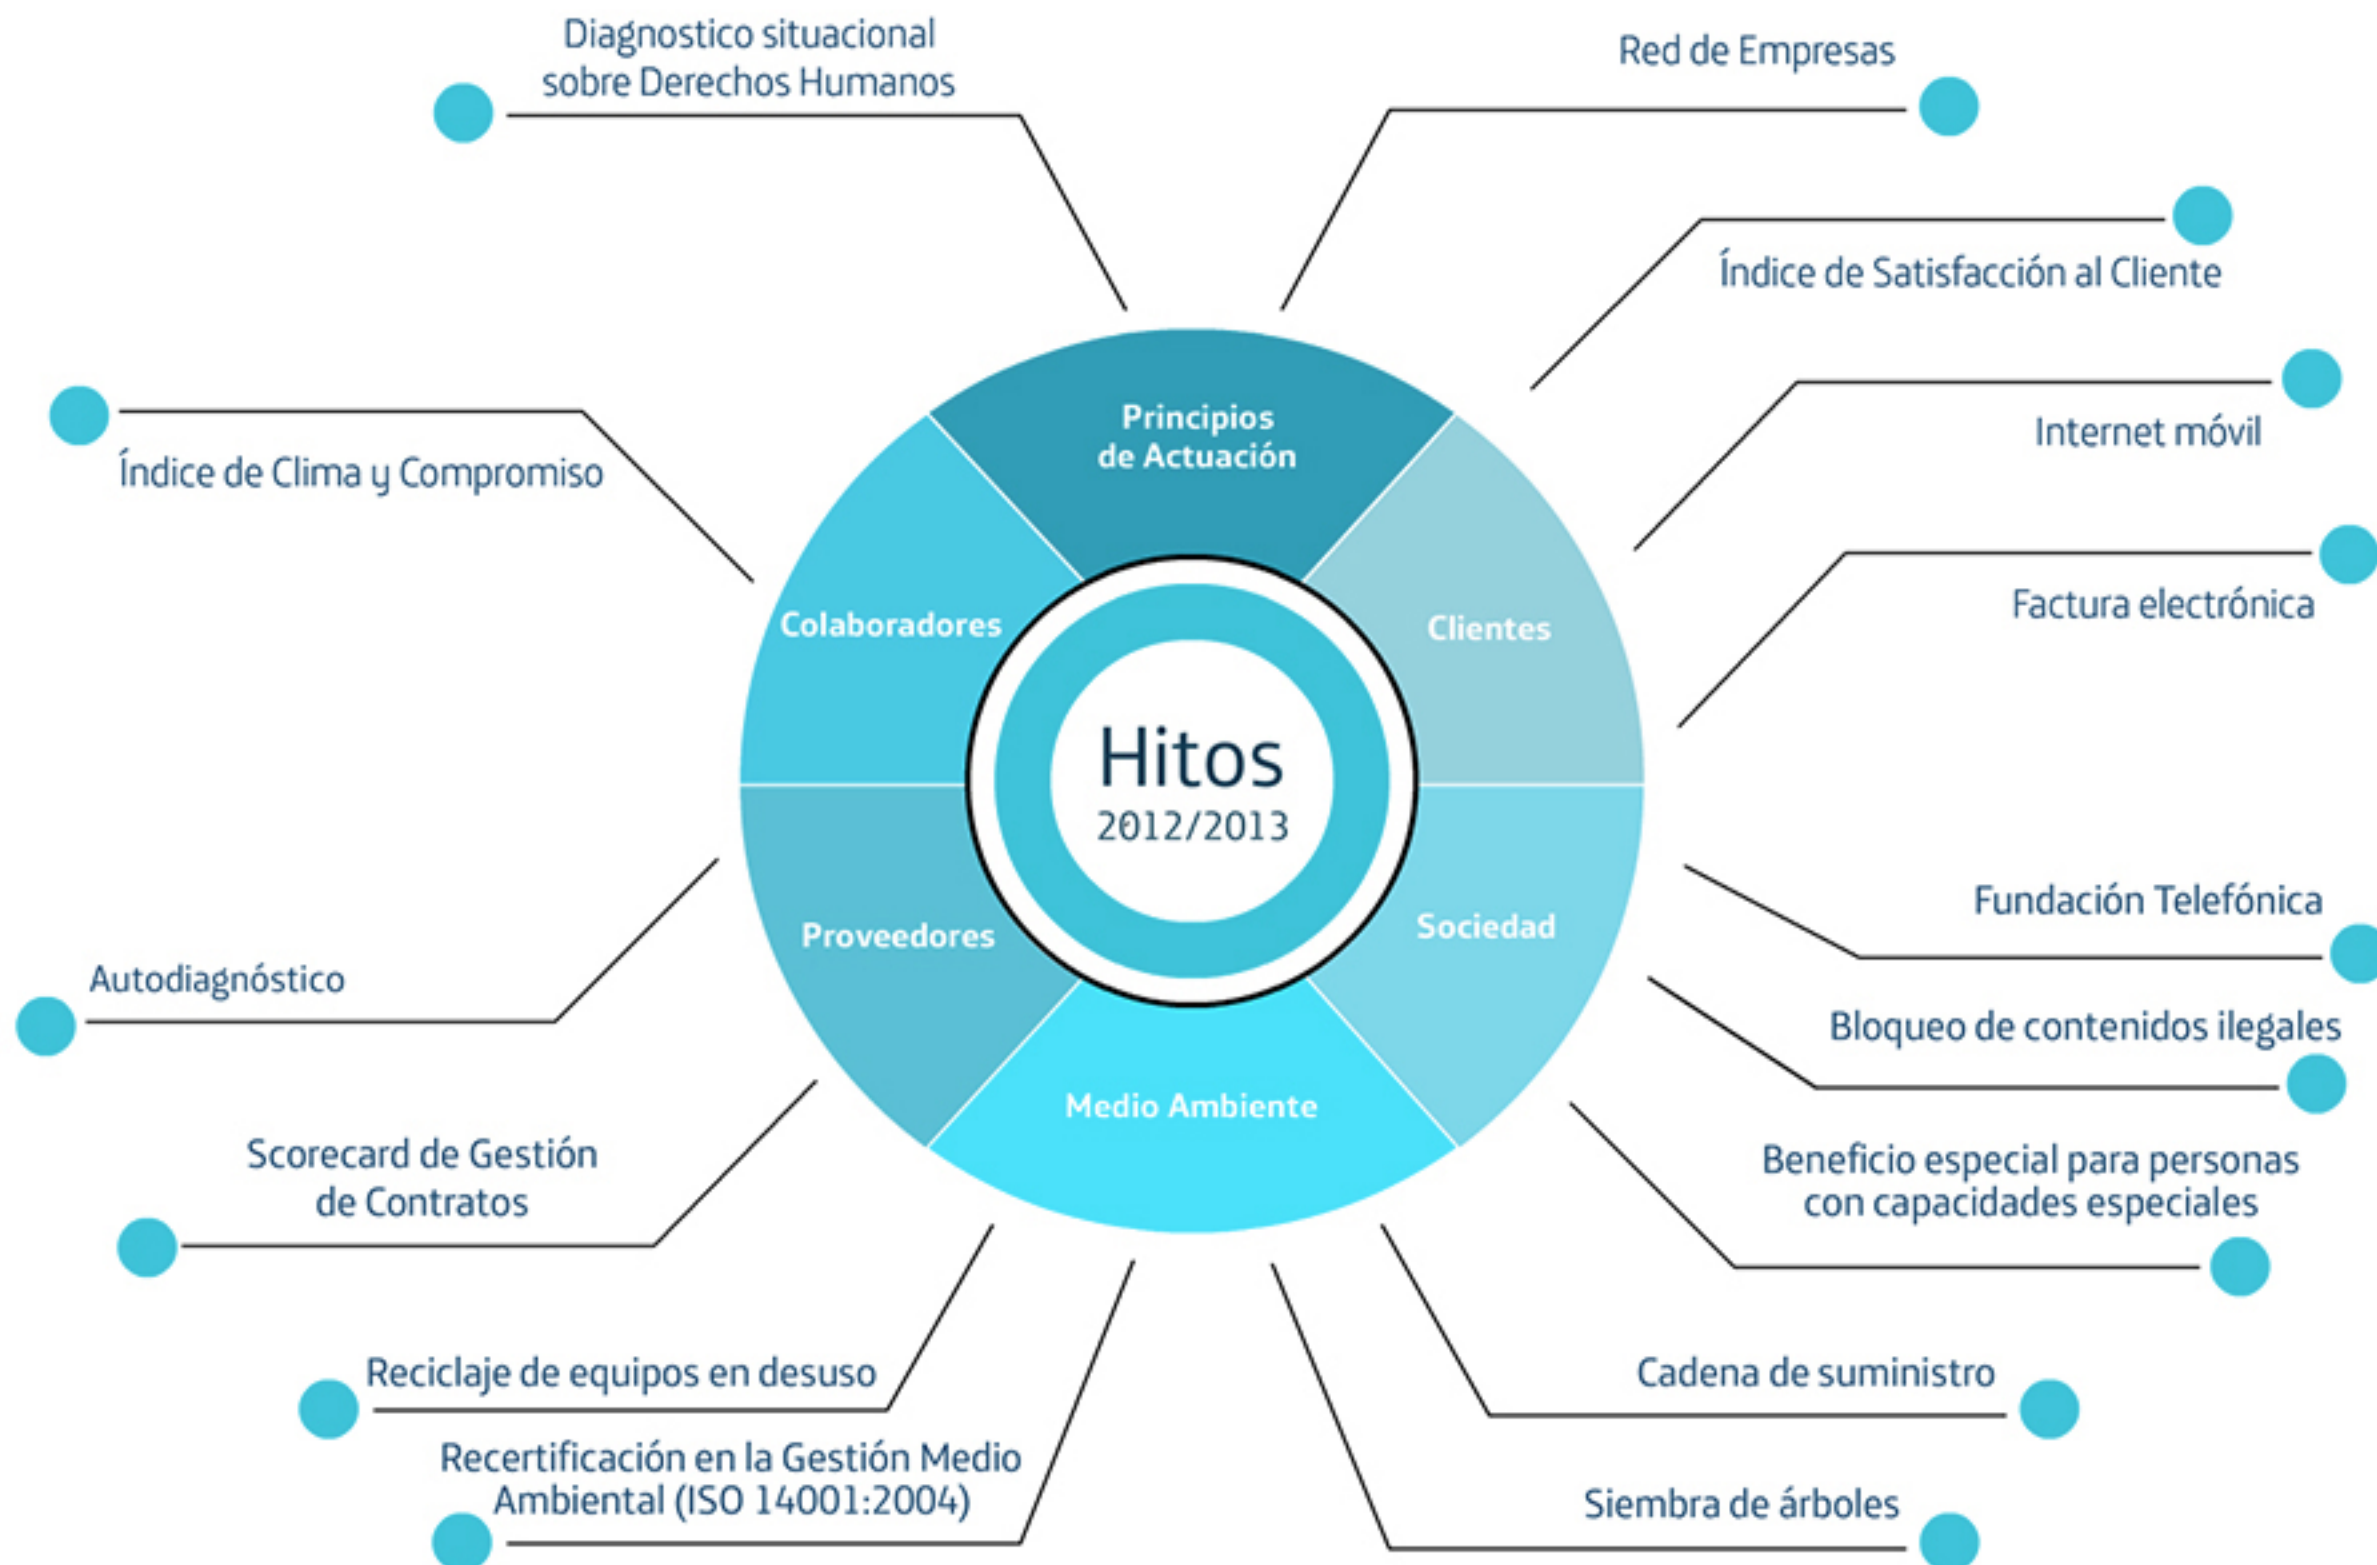 Diagnostico situacional
sobre Derechos Humanos
Red de Empresas
Índice de Satisfacción al Cliente
Internet móvil
Factura electrónica
Índice de Clima y Compromiso
Principios
de Actuación
Colaboradores
Clientes
Hitos
2012/2013
Proveedores
Sociedad
Medio Ambiente
Fundación Telefónica
Bloqueo de contenidos ilegales
Beneficio especial para personas
con capacidades especiales
Autodiagnóstico
Scorecard de Gestión
de Contratos
Reciclaje de equipos en desuso
Recertificación en la Gestión Medio
Ambiental (ISO 14001:2004)
Cadena de suministro
Siembra de árboles